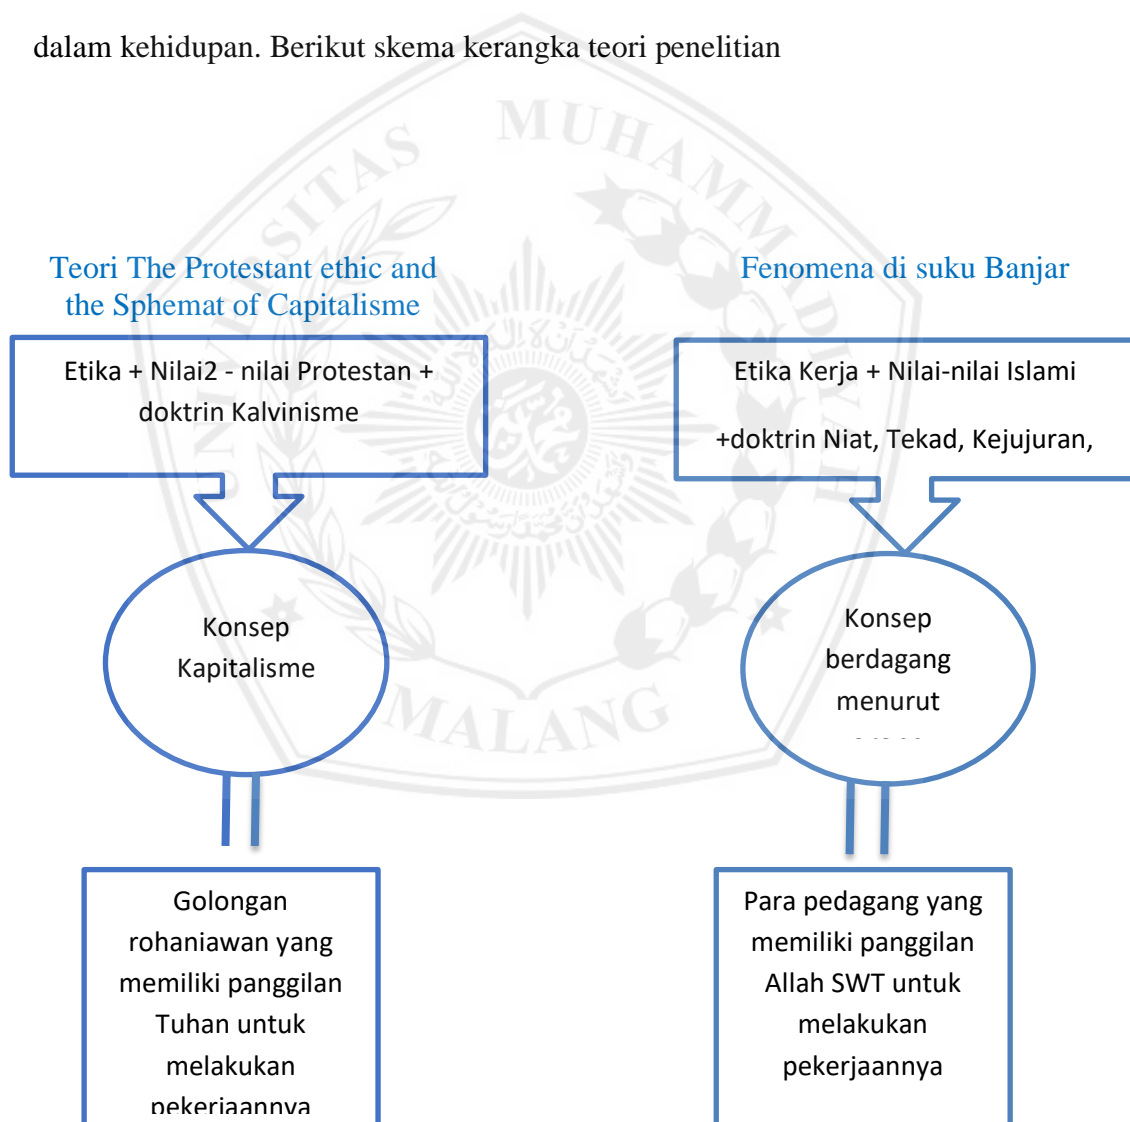 dalam kehidupan. Berikut skema kerangka teori penelitian
UNIVERSITAS MUHAMMADIYAH
MALANG
Teori The Protestant ethic and
the Sphemat of Capitalisme
Etika + Nilai2 - nilai Protestan +
doktrin Kalvinisme
Konsep
Kapitalisme
Golongan
rohaniawan yang
memiliki panggilan
Tuhan untuk
melakukan
pekerjaannya
Fenomena di suku Banjar
Etika Kerja + Nilai-nilai Islami
+doktrin Niat, Tekad, Kejujuran,
Konsep
berdagang
menurut
Para pedagang yang
memiliki panggilan
Allah SWT untuk
melakukan
pekerjaannya